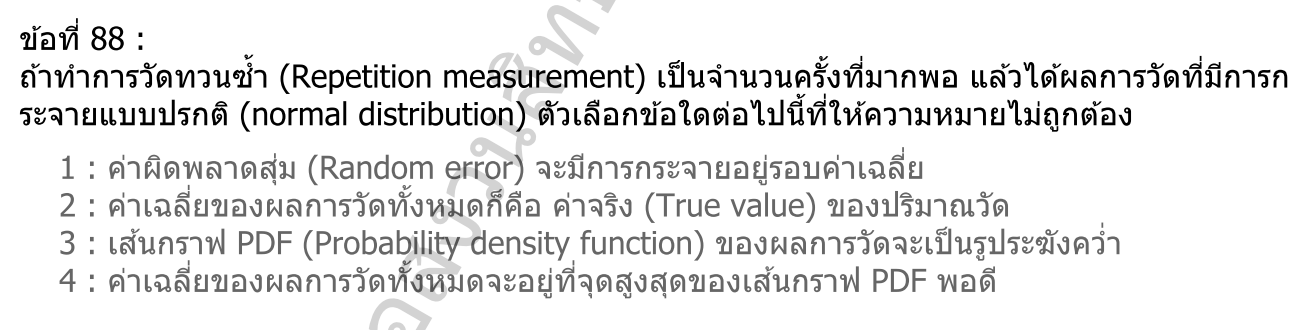 ข้อที่ 88 :
ถ้าทำการวัดทวนซ้ำ (Repetition measurement) เป็นจำนวนครั้งที่มากพอ แล้วได้ผลการวัดที่มีการก
ระจายแบบปรกติ (normal distribution) ตัวเลือกข้อใดต่อไปนี้ที่ให้ความหมายไม่ถูกต้อง
1 : ค่าผิดพลาดสุ่ม (Random error) จะมีการกระจายอยู่รอบค่าเฉลี่ย
2 : ค่าเฉลี่ยของผลการวัดทั้งหมดก็คือ ค่าจริง (True value) ของปริมาณวัด
3 : เส้นกราฟ PDF (Probability density function) ของผลการวัดจะเป็นรูประฆังคว่ำ
4 : ค่าเฉลี่ยของผลการวัดทั้งหมดจะอยู่ที่จุดสูงสุดของเส้นกราฟ PDF พอดี